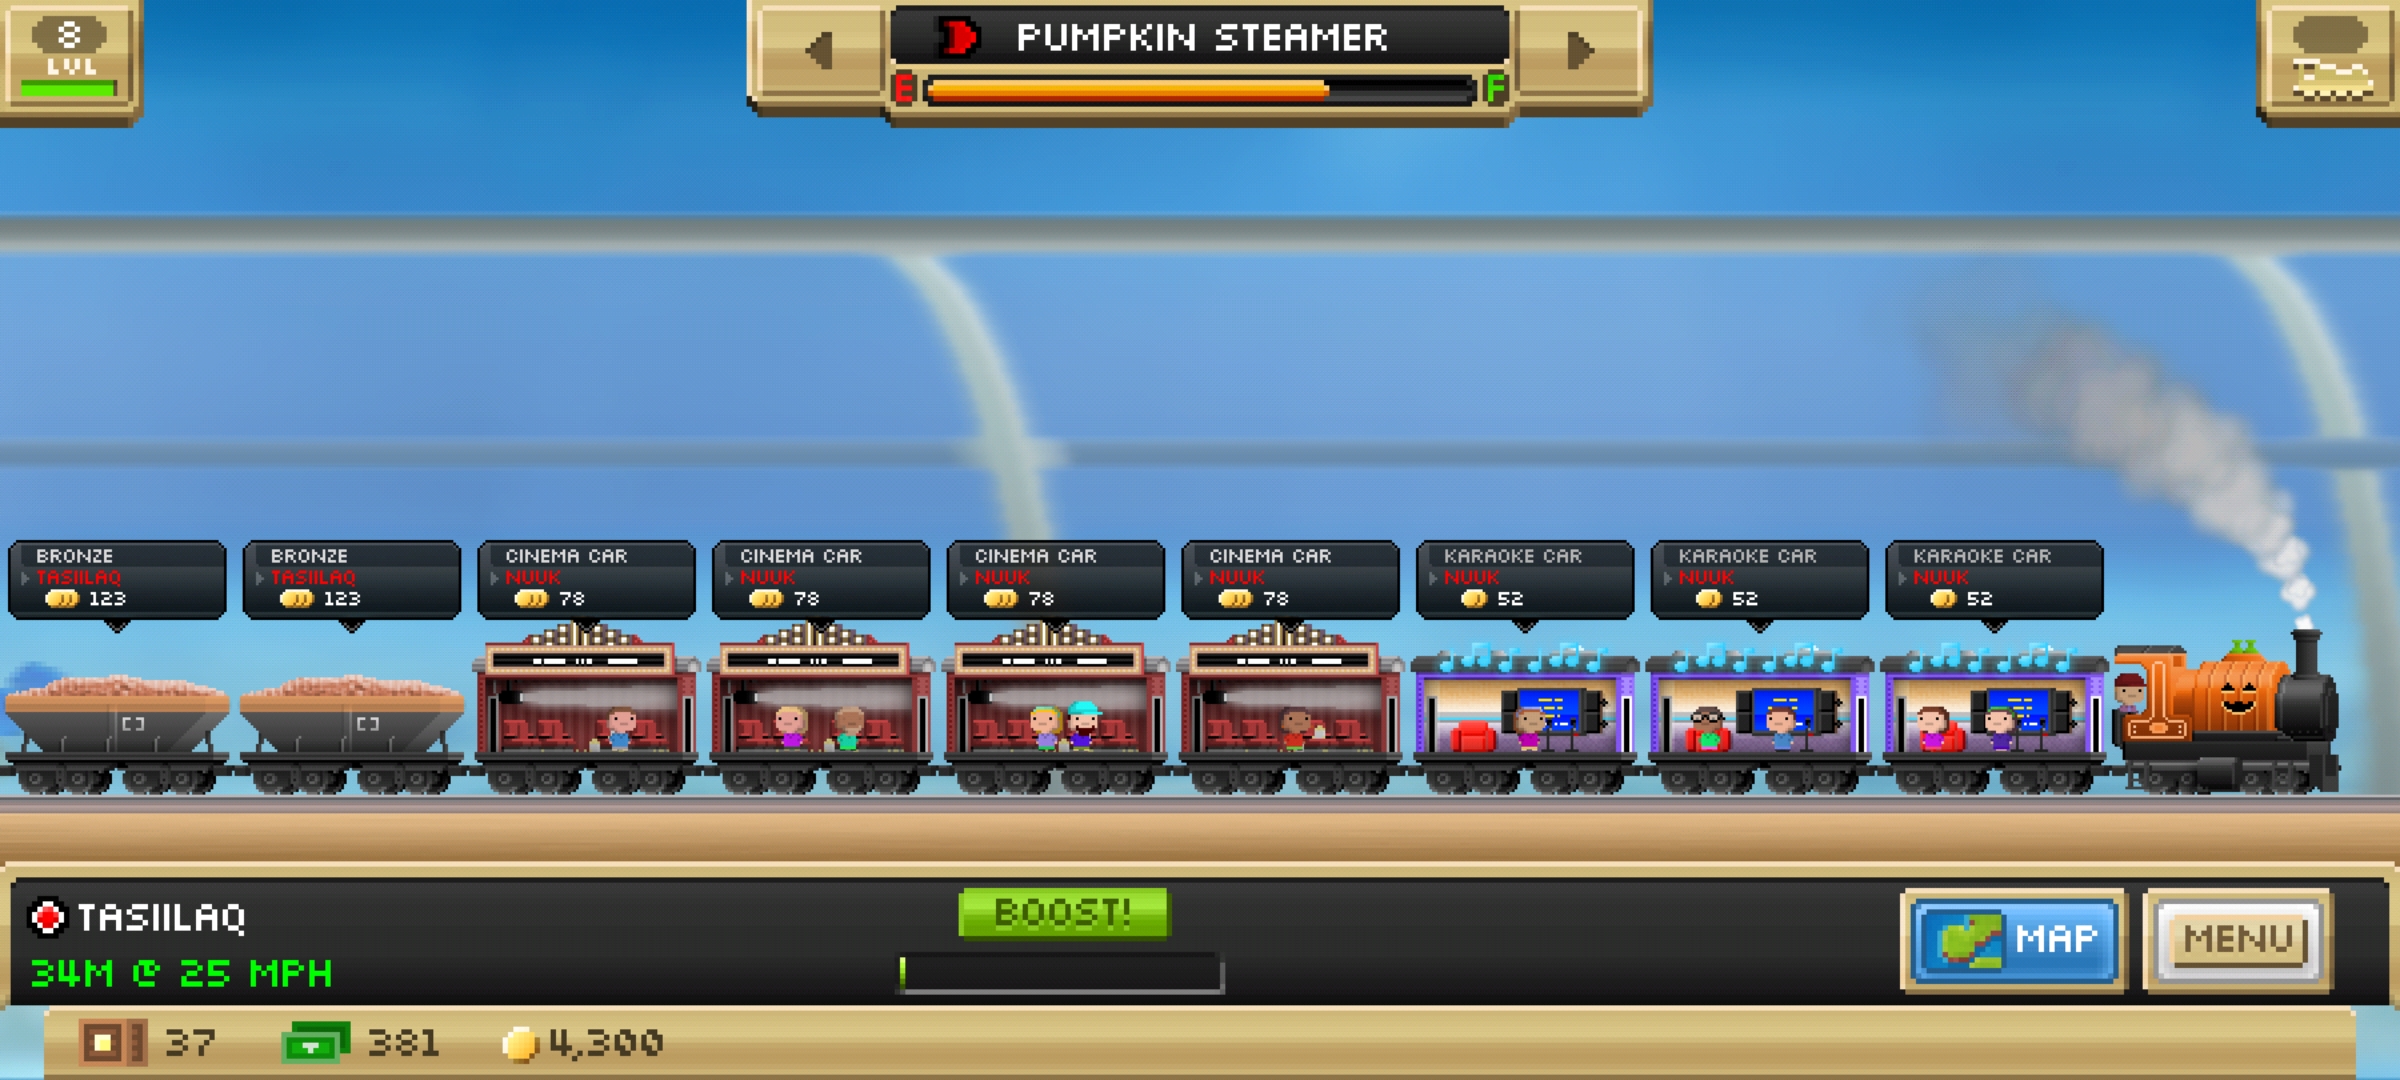 8
LVL
PUMPKIN STEAMER
E F
BRONZE
TASIILAQ
123
BRONZE
TASIILAQ
123
CINEMA CAR
NUUK
78
CINEMA CAR
NUUK
78
CINEMA CAR
NUUK
78
CINEMA CAR
NUUK
78
KARAOKE CAR
NUUK
52
KARAOKE CAR
NUUK
52
KARAOKE CAR
NUUK
52
TASIILAQ
34M @ 25 MPH
BOOST!
MAP
MENU
37
381
4,300